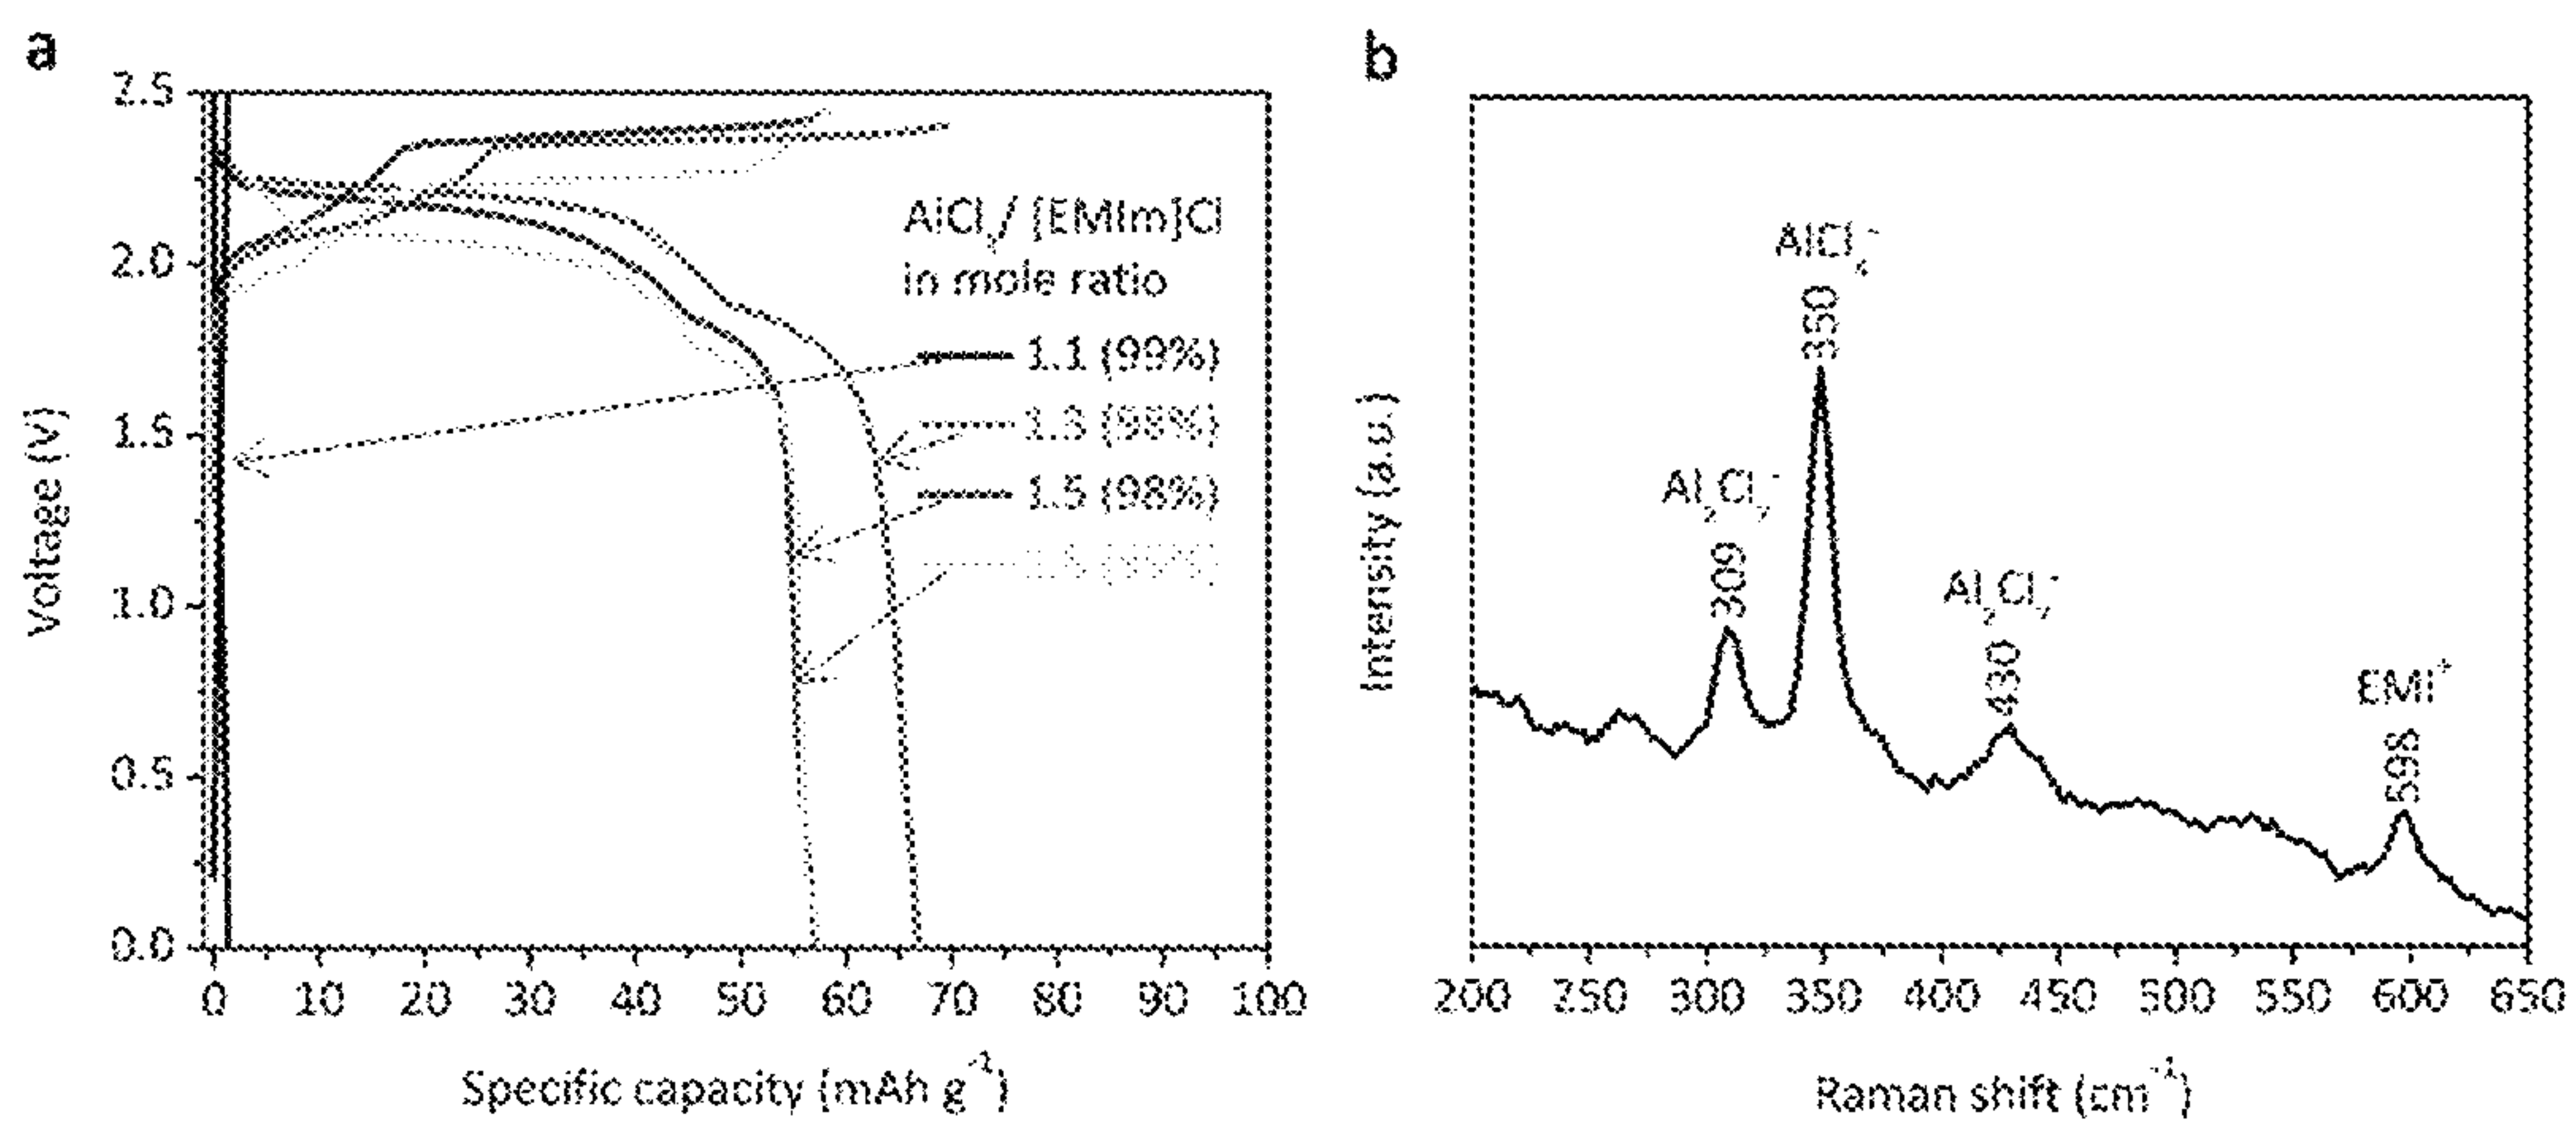 a
2.5
2.0
1.5
1.0
0.5
0.0
Voltage (V)
0 10 20 30 40 50 60 70 80 90 100
Specific capacity (mAh g⁻¹)
AlCl₃/ [EMIm]Cl
in mole ratio
1.1 (99%)
1.3 (98%)
1.5 (98%)
b
Intensity (a.u.)
Al₂Cl₇⁻
309
AlCl₄⁻
350
Al₂Cl₇⁻
430
EMI⁺
598
200 250 300 350 400 450 500 550 600 650
Raman shift (cm⁻¹)